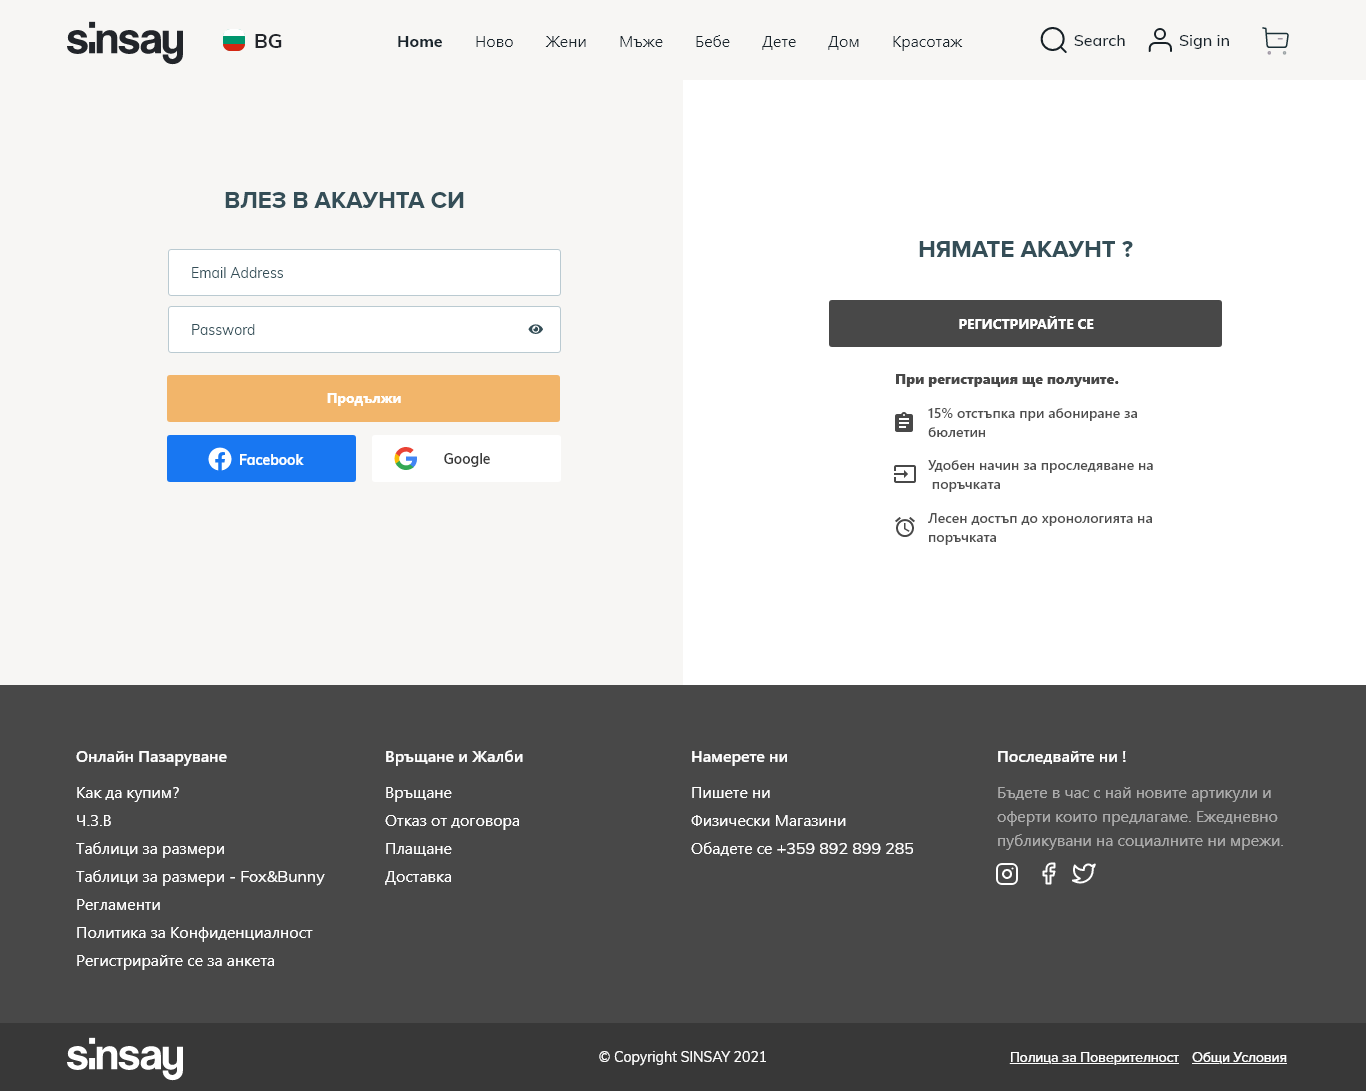 sinsay
BG
Home Ново Жени Мъже Бебе Дете Дом Красотаж
Search Sign in
ВЛЕЗ В АКАУНТА СИ
Email Address
Password
Продължи
Facebook
Google
НЯМАТЕ АКАУНТ ?
РЕГИСТРИРАЙТЕ СЕ
При регистрация ще получите.
15% отстъпка при абониране за
бюлетин
Удобен начин за проследяване на
поръчката
Лесен достъп до хронологията на
поръчката
Онлайн Пазаруване
Как да купим?
Ч.З.В
Таблици за размери
Таблици за размери - Fox&Bunny
Регламенти
Политика за Конфиденциалност
Регистрирайте се за анкета
Връщане и Жалби
Връщане
Отказ от договора
Плащане
Доставка
Намерете ни
Пишете ни
Физически Магазини
Обадете се +359 892 899 285
Последвайте ни !
Бъдете в час с най новите артикули и
оферти които предлагаме. Ежедневно
публикувани на социалните ни мрежи.
sinsay
© Copyright SINSAY 2021
Полица за Поверителност Общи Условия